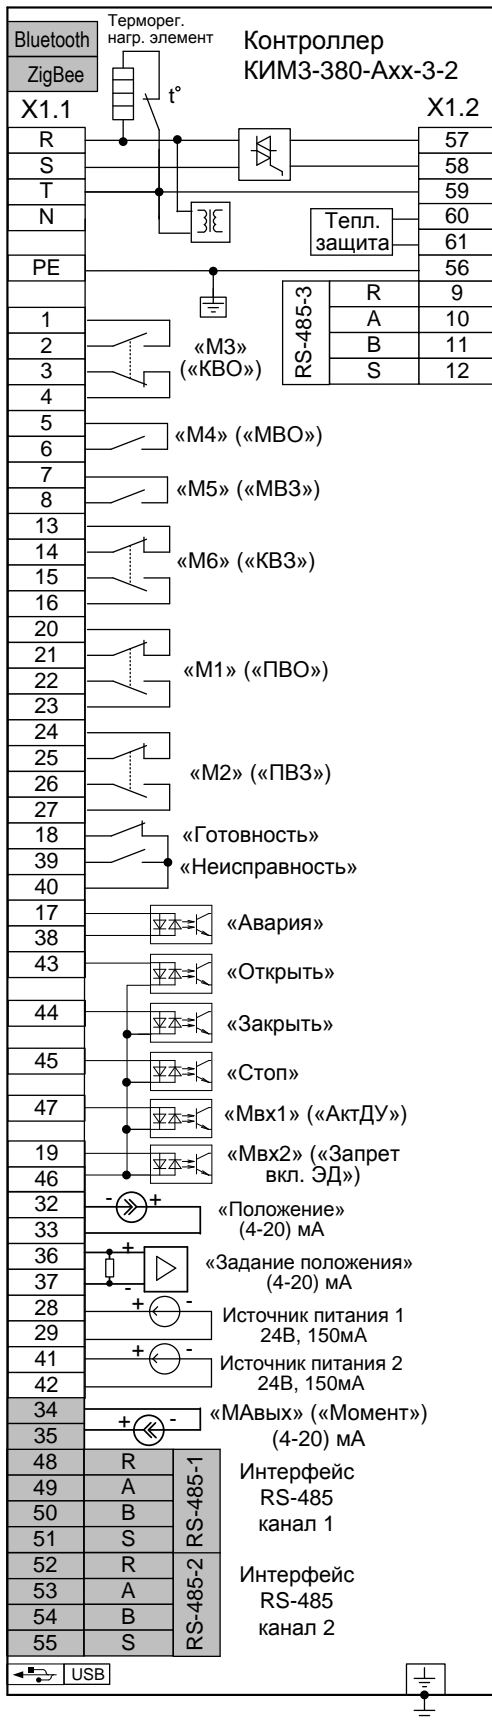 Bluetooth
ZigBee
Терморег.
нагр. элемент
t°
Контроллер
КИМ3-380-Ахх-3-2
X1.1
X1.2
R
S
T
N
PE
57
58
59
60
61
56
Тепл.
защита
RS-485-3
R 9
A 10
B 11
S 12
1
2
3
4
«М3»
(«КВО»)
5
6
«М4» («МВО»)
7
8
«М5» («МВЗ»)
13
14
15
16
«М6» («КВЗ»)
20
21
22
23
«М1» («ПВО»)
24
25
26
27
«М2» («ПВЗ»)
18
39
40
«Готовность»
«Неисправность»
17
38
«Авария»
43
«Открыть»
44
«Закрыть»
45
«Стоп»
47
«Мвх1» («АктДУ»)
19
46
«Мвх2» («Запрет
вкл. ЭД»)
32
33
- +
«Положение»
(4-20) мА
36
37
+
-
«Задание положения»
(4-20) мА
28
29
+ -
Источник питания 1
24В, 150мА
41
42
+ -
Источник питания 2
24В, 150мА
34
35
+ -
«МАвых» («Момент»)
(4-20) мА
48 R
49 A
50 B
51 S
RS-485-1
Интерфейс
RS-485
канал 1
52 R
53 A
54 B
55 S
RS-485-2
Интерфейс
RS-485
канал 2
USB